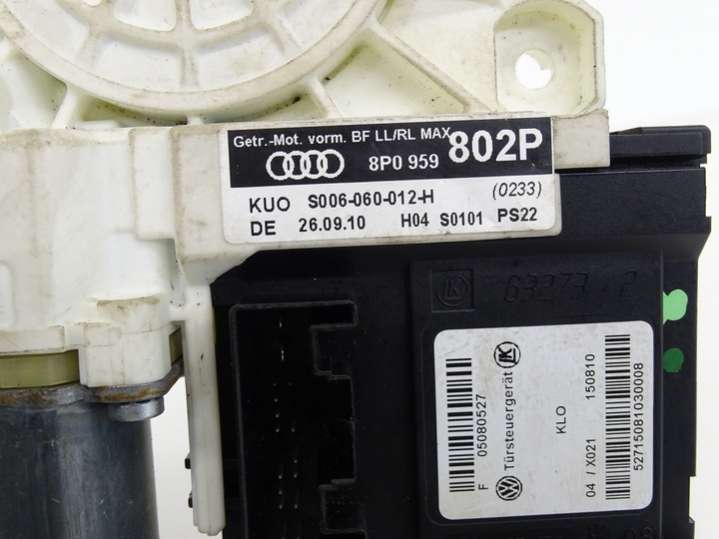 Getr.-Mot. vorm. BF LL/RL MAX
8P0 959 802P
KUO S006-060-012-H (0233)
DE 26.09.10 H04 S0101 PS22
F 05080527
Türsteuergerät
KLO
04 / X021 150810
52715081030008